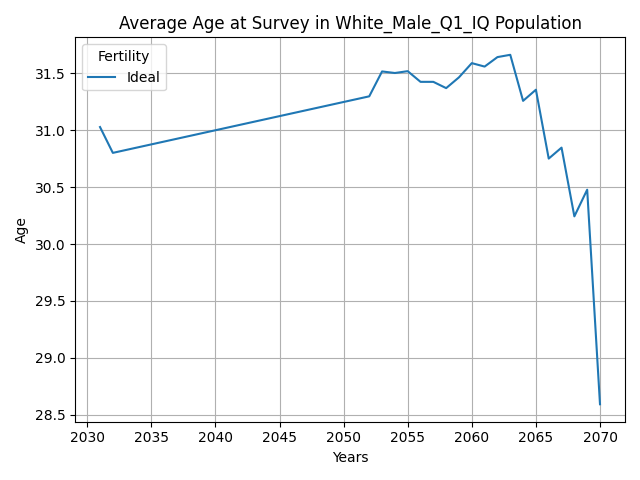 Average Age at Survey in White_Male_Q1_IQ Population
Fertility
Ideal
Age
31.5
31.0
30.5
30.0
29.5
29.0
28.5
2030 2035 2040 2045 2050 2055 2060 2065 2070
Years